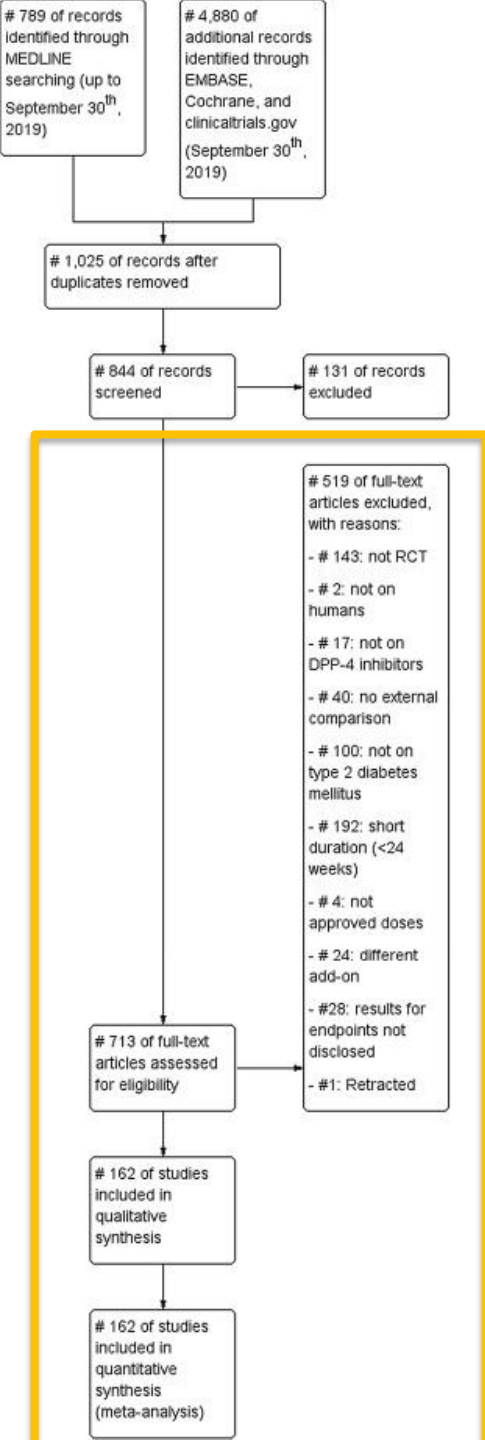 # 789 of records
identified through
MEDLINE
searching (up to
September 30th,
2019)
# 4,880 of
additional records
identified through
EMBASE,
Cochrane, and
clinicaltrials.gov
(September 30th,
2019)
# 1,025 of records after
duplicates removed
# 844 of records
screened
# 131 of records
excluded
# 519 of full-text
articles excluded,
with reasons:
- # 143: not RCT
- # 2: not on
humans
- # 17: not on
DPP-4 inhibitors
- # 40: no external
comparison
- # 100: not on
type 2 diabetes
mellitus
- # 192: short
duration (<24
weeks)
- # 4: not
approved doses
- # 24: different
add-on
- #28: results for
endpoints not
disclosed
- #1: Retracted
# 713 of full-text
articles assessed
for eligibility
# 162 of studies
included in
qualitative
synthesis
# 162 of studies
included in
quantitative
synthesis
(meta-analysis)